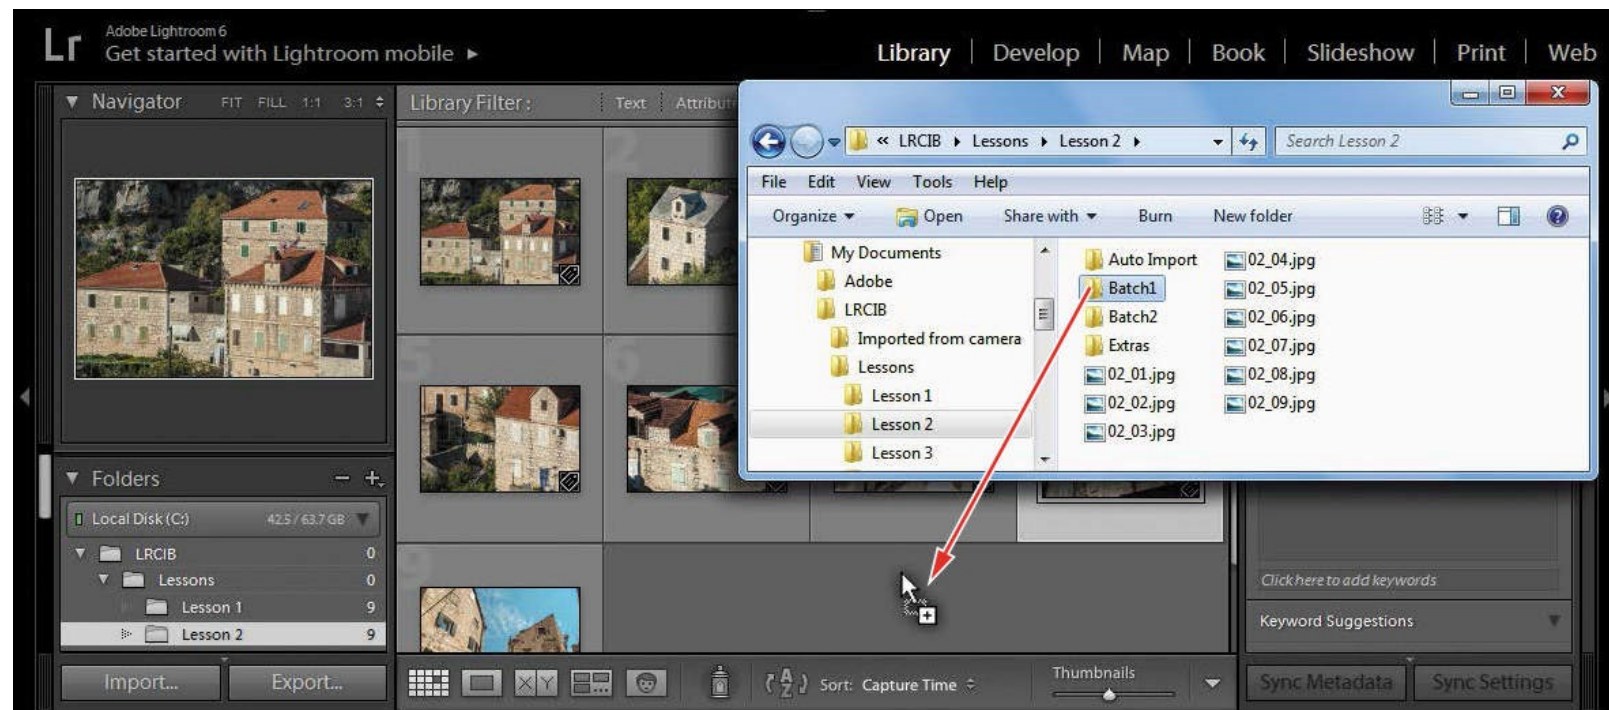 Lr
Adobe Lightroom 6
Get started with Lightroom mobile ►
Library | Develop | Map | Book | Slideshow | Print | Web
▼ Navigator FIT FILL 1:1 3:1
Library Filter : Text
1 2
5 6
9
« LRCIB ▸ Lessons ▸ Lesson 2 ▸
Search Lesson 2
File Edit View Tools Help
Organize ▼ Open Share with ▼ Burn New folder
My Documents
Adobe
LRCIB
Imported from camera
Lessons
Lesson 1
Lesson 2
Lesson 3
Auto Import
Batch1
Batch2
Extras
02_01.jpg
02_02.jpg
02_03.jpg
02_04.jpg
02_05.jpg
02_06.jpg
02_07.jpg
02_08.jpg
02_09.jpg
▼ Folders − +
Local Disk (C:) 42.5 / 63.7 GB ▼
▼ LRCIB 0
▼ Lessons 0
Lesson 1 9
Lesson 2 9
Import... Export...
X Y
A Z Sort: Capture Time
Thumbnails
Click here to add keywords
Keyword Suggestions
Sync Metadata Sync Settings